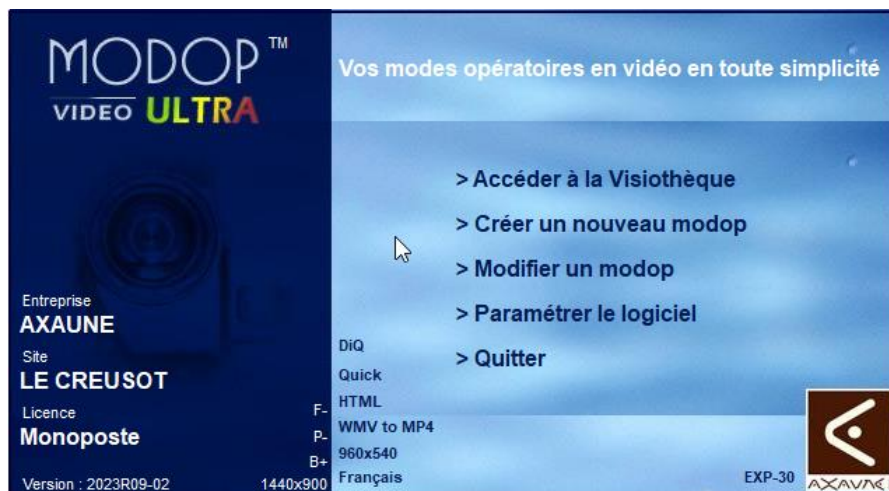 MODOP™
VIDEO ULTRA
Vos modes opératoires en vidéo en toute simplicité
> Accéder à la Visiothèque
> Créer un nouveau modop
> Modifier un modop
> Paramétrer le logiciel
> Quitter
Entreprise
AXAUNE
Site
LE CREUSOT
Licence
Monoposte
Version : 2023R09-02
F-
P-
B+
1440x900
DiQ
Quick
HTML
WMV to MP4
960x540
Français
EXP-30
AXAUNE